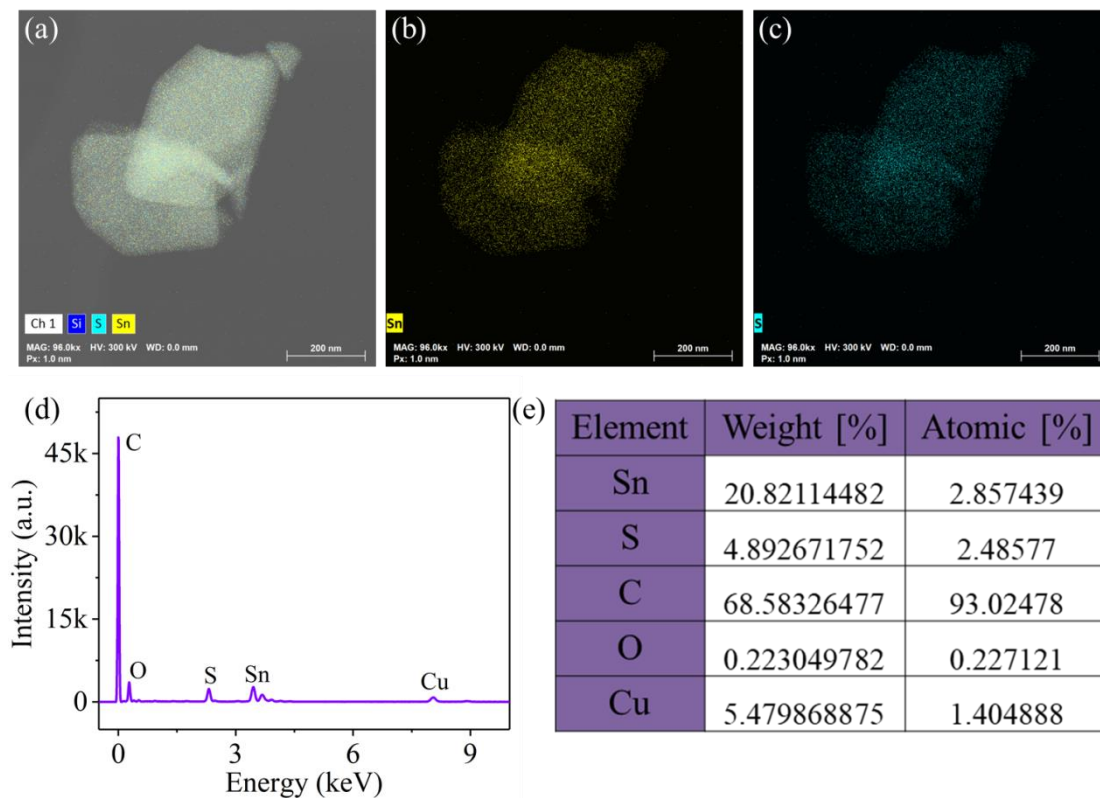 (a)
Ch 1 Si S Sn
MAG: 96.0kx HV: 300 kV WD: 0.0 mm
Px: 1.0 nm
200 nm
(b)
Sn
MAG: 96.0kx HV: 300 kV WD: 0.0 mm
Px: 1.0 nm
200 nm
(c)
S
MAG: 96.0kx HV: 300 kV WD: 0.0 mm
Px: 1.0 nm
200 nm
(d)
Intensity (a.u.)
45k
30k
15k
0
C
O
S
Sn
Cu
0 3 6 9
Energy (keV)
(e)
Element Weight [%] Atomic [%]
Sn 20.82114482 2.857439
S 4.892671752 2.48577
C 68.58326477 93.02478
O 0.223049782 0.227121
Cu 5.479868875 1.404888